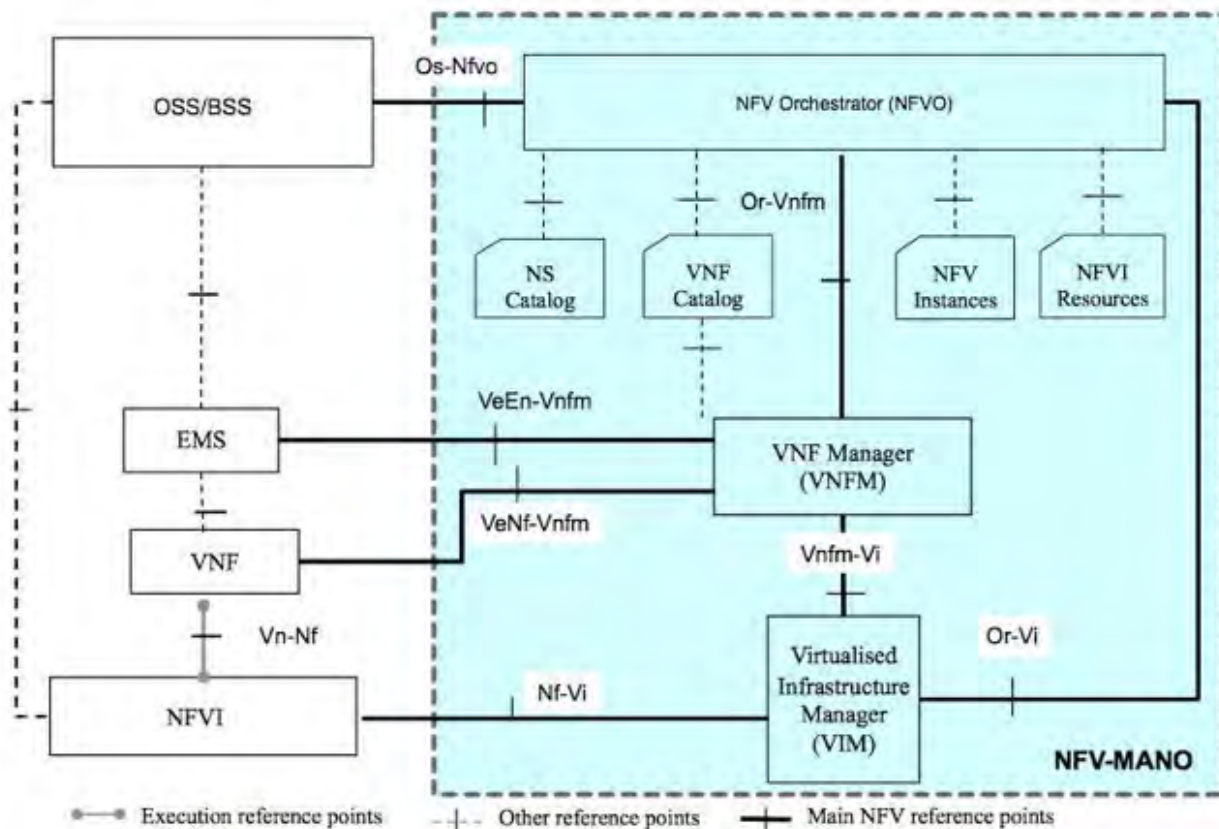 Os-Nfvo
OSS/BSS
NFV Orchestrator (NFVO)
Or-Vnfm
NS
Catalog
VNF
Catalog
NFV
Instances
NFVI
Resources
VeEn-Vnfm
EMS
VNF Manager
(VNFM)
VeNf-Vnfm
VNF
Vnfm-Vi
Vn-Nf
Or-Vi
Virtualised
Infrastructure
Manager
(VIM)
Nf-Vi
NFVI
NFV-MANO
Execution reference points
Other reference points
Main NFV reference points